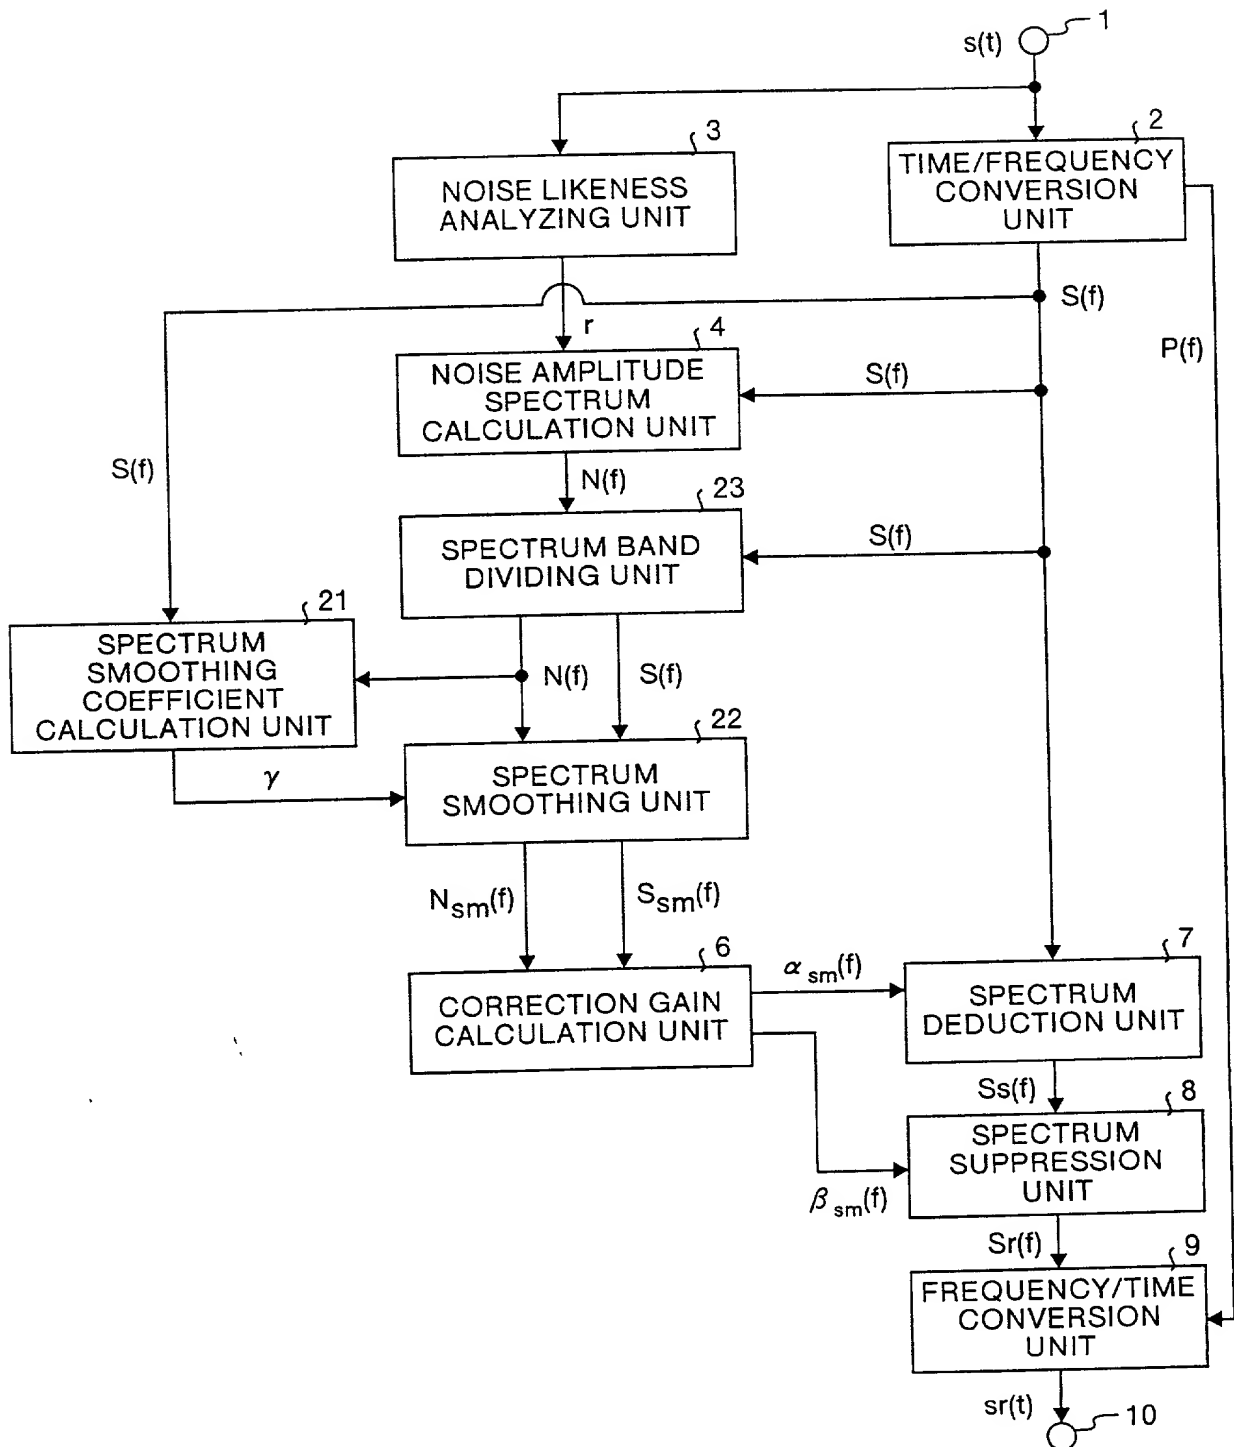 1
s(t)
3
2
NOISE LIKENESS
ANALYZING UNIT
TIME/FREQUENCY
CONVERSION
UNIT
S(f)
r
4
P(f)
NOISE AMPLITUDE
SPECTRUM
CALCULATION UNIT
S(f)
S(f)
N(f)
23
SPECTRUM BAND
DIVIDING UNIT
S(f)
21
SPECTRUM
SMOOTHING
COEFFICIENT
CALCULATION UNIT
N(f)
S(f)
22
γ
SPECTRUM
SMOOTHING UNIT
Nsm(f)
Ssm(f)
6
CORRECTION GAIN
CALCULATION UNIT
αsm(f)
7
SPECTRUM
DEDUCTION UNIT
Ss(f)
8
SPECTRUM
SUPPRESSION
UNIT
βsm(f)
Sr(f)
9
FREQUENCY/TIME
CONVERSION
UNIT
sr(t)
10